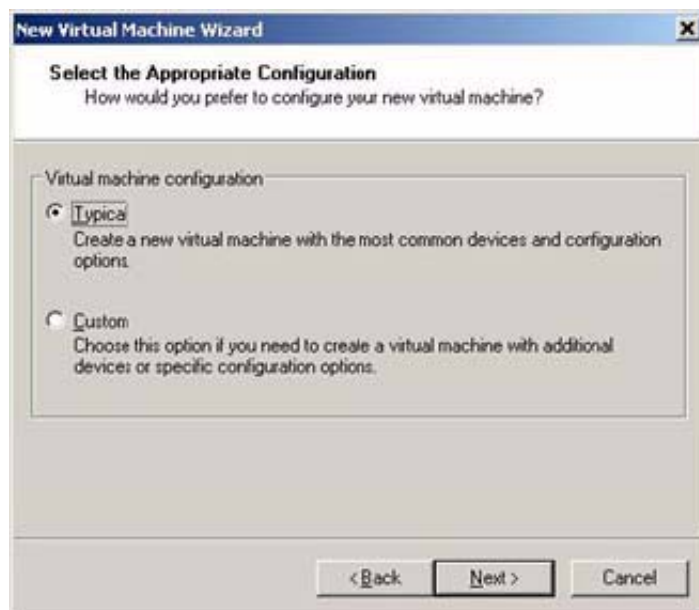 New Virtual Machine Wizard
Select the Appropriate Configuration
How would you prefer to configure your new virtual machine?
Virtual machine configuration
Typical
Create a new virtual machine with the most common devices and configuration
options.
Custom
Choose this option if you need to create a virtual machine with additional
devices or specific configuration options.
< Back
Next >
Cancel